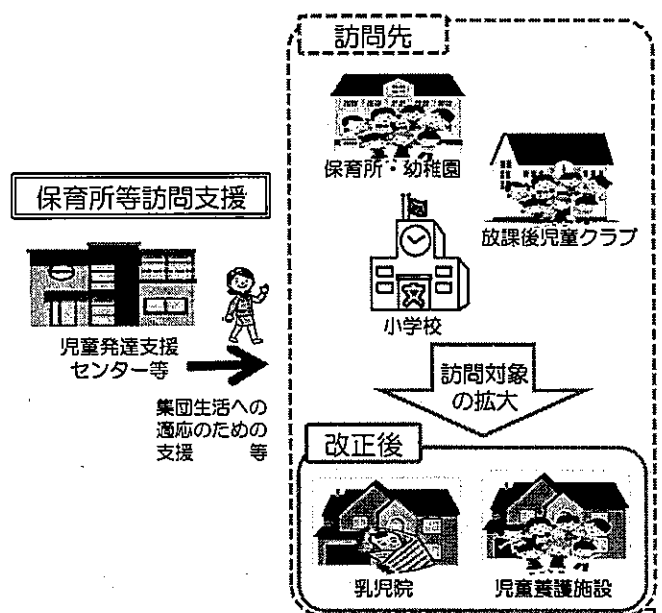 訪問先
保育所・幼稚園
放課後児童クラブ
小学校
保育所等訪問支援
児童発達支援
センター等
集団生活への
適応のための
支援　等
訪問対象
の拡大
改正後
乳児院
児童養護施設